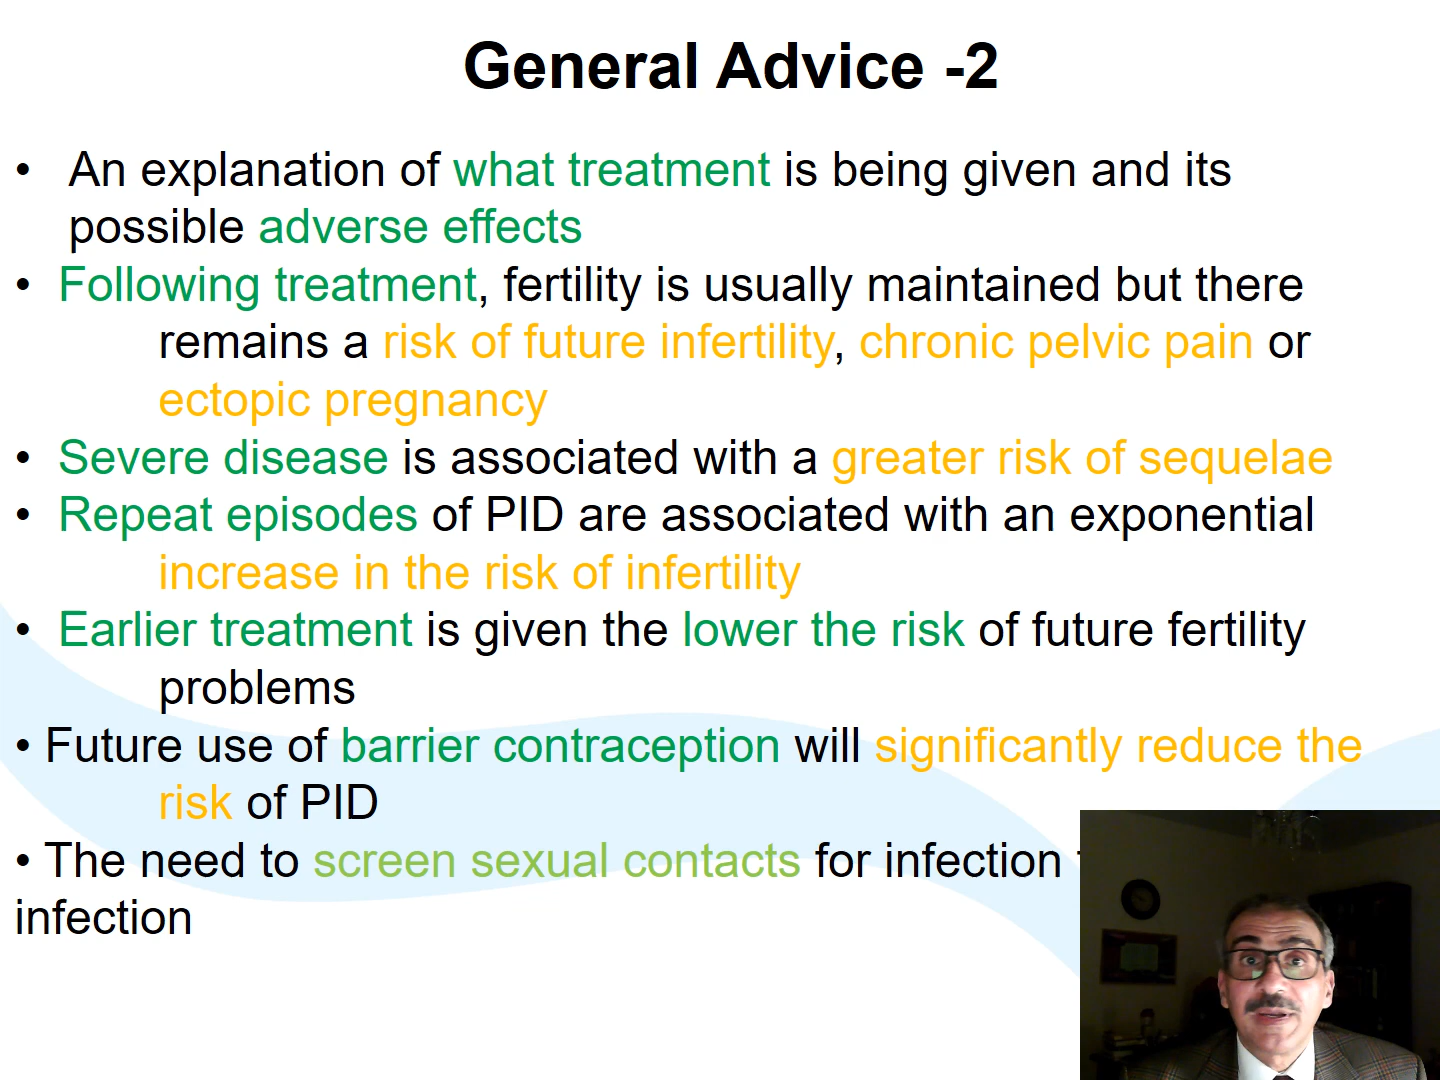 General Advice -2
• An explanation of what treatment is being given and its
possible adverse effects
• Following treatment, fertility is usually maintained but there
remains a risk of future infertility, chronic pelvic pain or
ectopic pregnancy
• Severe disease is associated with a greater risk of sequelae
• Repeat episodes of PID are associated with an exponential
increase in the risk of infertility
• Earlier treatment is given the lower the risk of future fertility
problems
• Future use of barrier contraception will significantly reduce the
risk of PID
• The need to screen sexual contacts for infection
infection